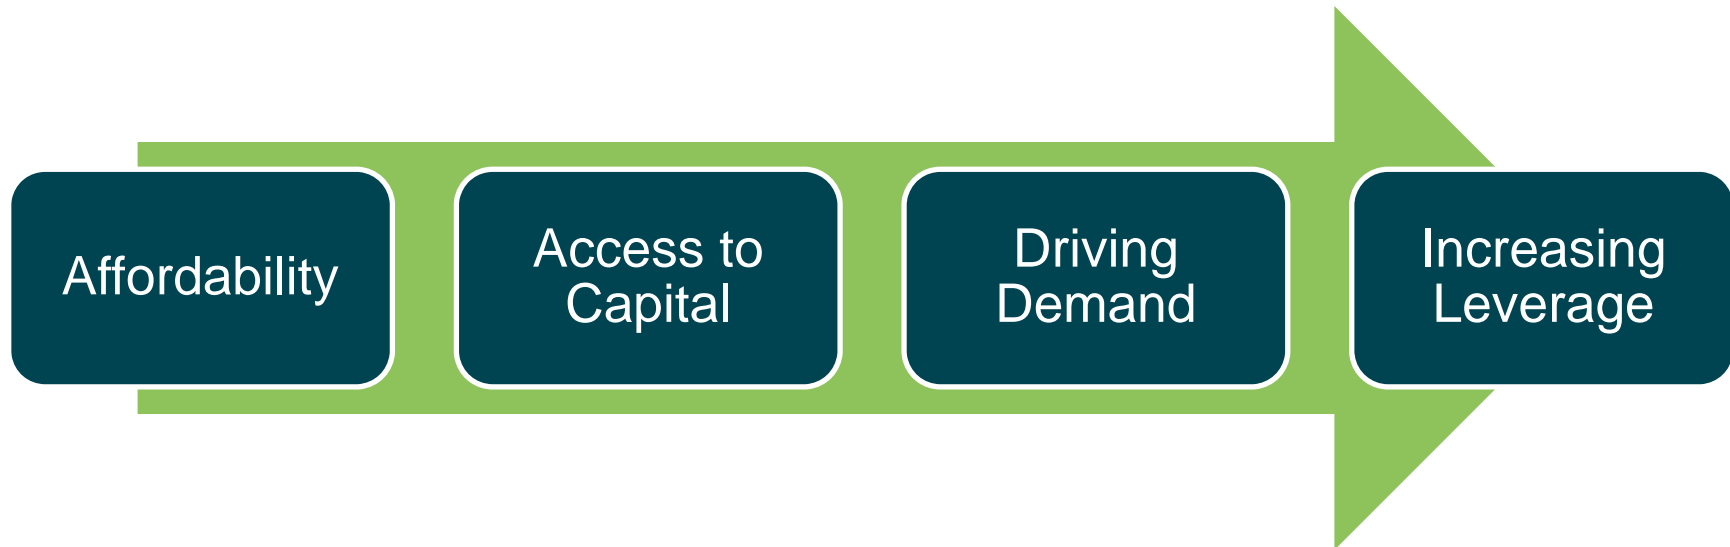 Affordability
Access to
Capital
Driving
Demand
Increasing
Leverage